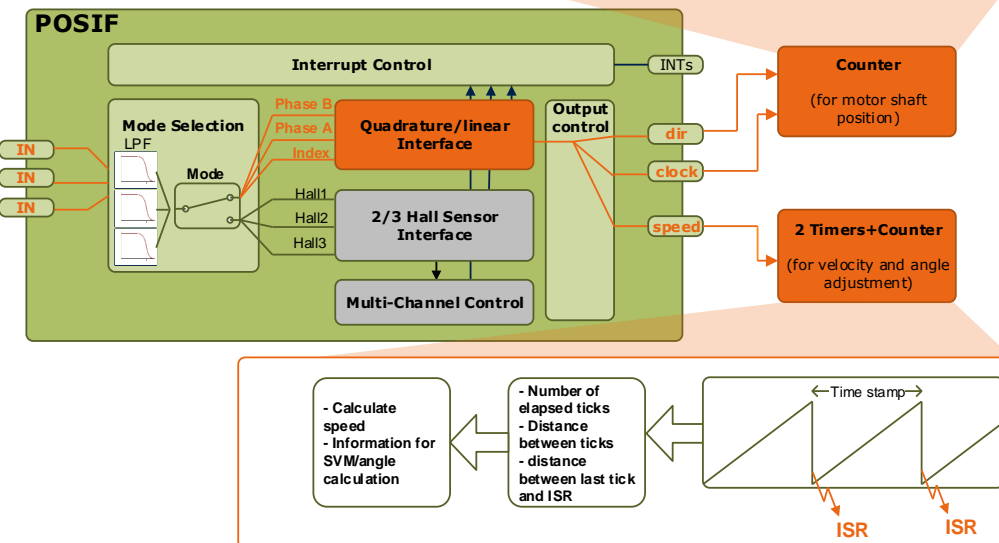 POSIF
Interrupt Control
INTs
Counter
(for motor shaft
position)
Mode Selection
LPF
Mode
IN
IN
IN
Phase B
Phase A
Index
Hall1
Hall2
Hall3
Quadrature/linear
Interface
2/3 Hall Sensor
Interface
Multi-Channel Control
Output
control
dir
clock
speed
2 Timers+Counter
(for velocity and angle
adjustment)
- Calculate
speed
- Information for
SVM/angle
calculation
- Number of
elapsed ticks
- Distance
between ticks
- distance
between last tick
and ISR
Time stamp
ISR
ISR